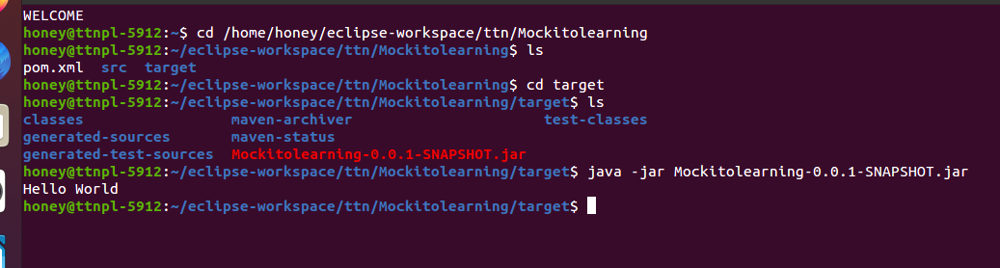 WELCOME
honey@ttnpl-5912:~$ cd /home/honey/eclipse-workspace/ttn/Mockitolearning
honey@ttnpl-5912:~/eclipse-workspace/ttn/Mockitolearning$ ls
pom.xml  src  target
honey@ttnpl-5912:~/eclipse-workspace/ttn/Mockitolearning$ cd target
honey@ttnpl-5912:~/eclipse-workspace/ttn/Mockitolearning/target$ ls
classes                 maven-archiver                      test-classes
generated-sources       maven-status
generated-test-sources  Mockitolearning-0.0.1-SNAPSHOT.jar
honey@ttnpl-5912:~/eclipse-workspace/ttn/Mockitolearning/target$ java -jar Mockitolearning-0.0.1-SNAPSHOT.jar
Hello World
honey@ttnpl-5912:~/eclipse-workspace/ttn/Mockitolearning/target$